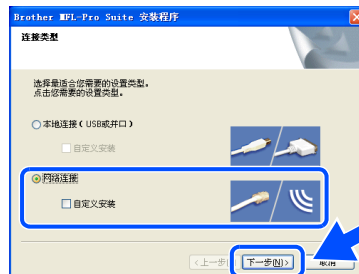 Brother MFL-Pro Suite 安装程序
连接类型
选择最适合您需要的设置类型。
点击您需要的设置类型。
本地连接(USB或并口)
自定义安装
网络连接
自定义安装
<上一步 下一步(N)> 取消